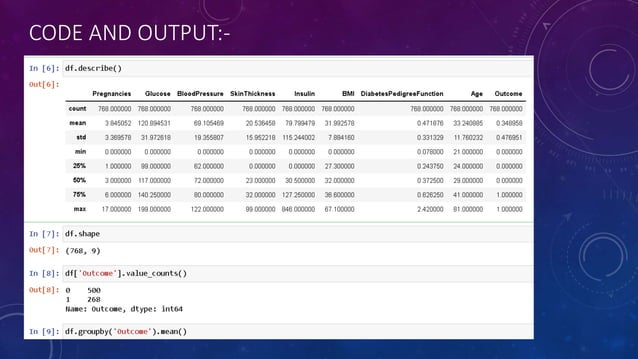 CODE AND OUTPUT:-
In [6]: df.describe()
Out[6]:
Pregnancies Glucose BloodPressure SkinThickness Insulin BMI DiabetesPedigreeFunction Age Outcome
count 768.000000 768.000000 768.000000 768.000000 768.000000 768.000000 768.000000 768.000000 768.000000
mean 3.845052 120.894531 69.105469 20.536458 79.799479 31.992578 0.471876 33.240885 0.348958
std 3.369578 31.972618 19.355807 15.952218 115.244002 7.884160 0.331329 11.760232 0.476951
min 0.000000 0.000000 0.000000 0.000000 0.000000 0.000000 0.078000 21.000000 0.000000
25% 1.000000 99.000000 62.000000 0.000000 0.000000 27.300000 0.243750 24.000000 0.000000
50% 3.000000 117.000000 72.000000 23.000000 30.500000 32.000000 0.372500 29.000000 0.000000
75% 6.000000 140.250000 80.000000 32.000000 127.250000 36.600000 0.626250 41.000000 1.000000
max 17.000000 199.000000 122.000000 99.000000 846.000000 67.100000 2.420000 81.000000 1.000000
In [7]: df.shape
Out[7]: (768, 9)
In [8]: df['Outcome'].value_counts()
Out[8]: 0 500
1 268
Name: Outcome, dtype: int64
In [9]: df.groupby('Outcome').mean()